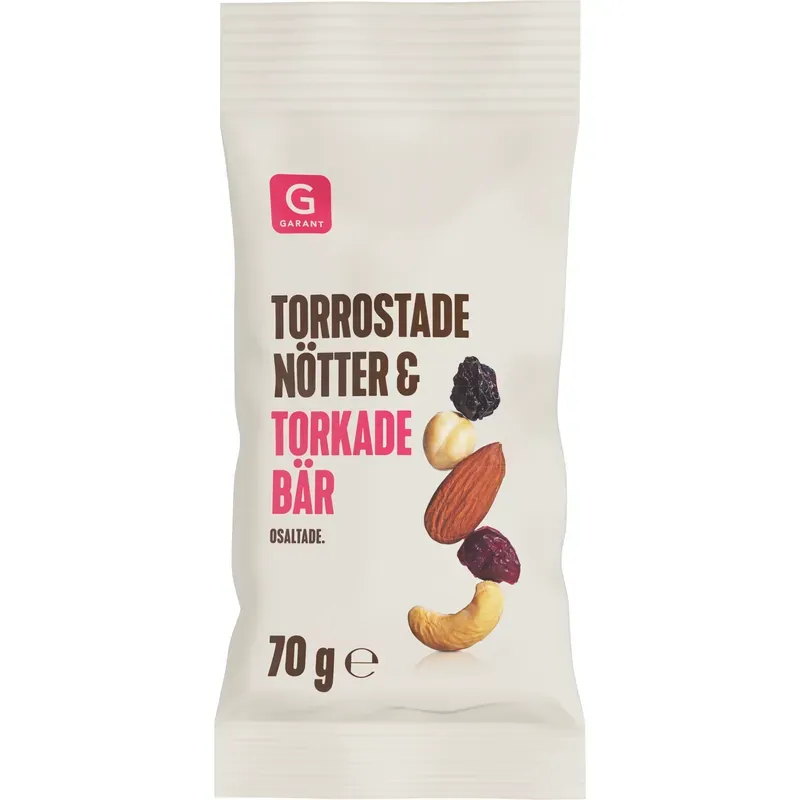 G
GARANT
TORROSTADE
NÖTTER &
TORKADE
BÄR
OSALTADE.
70 g ℮